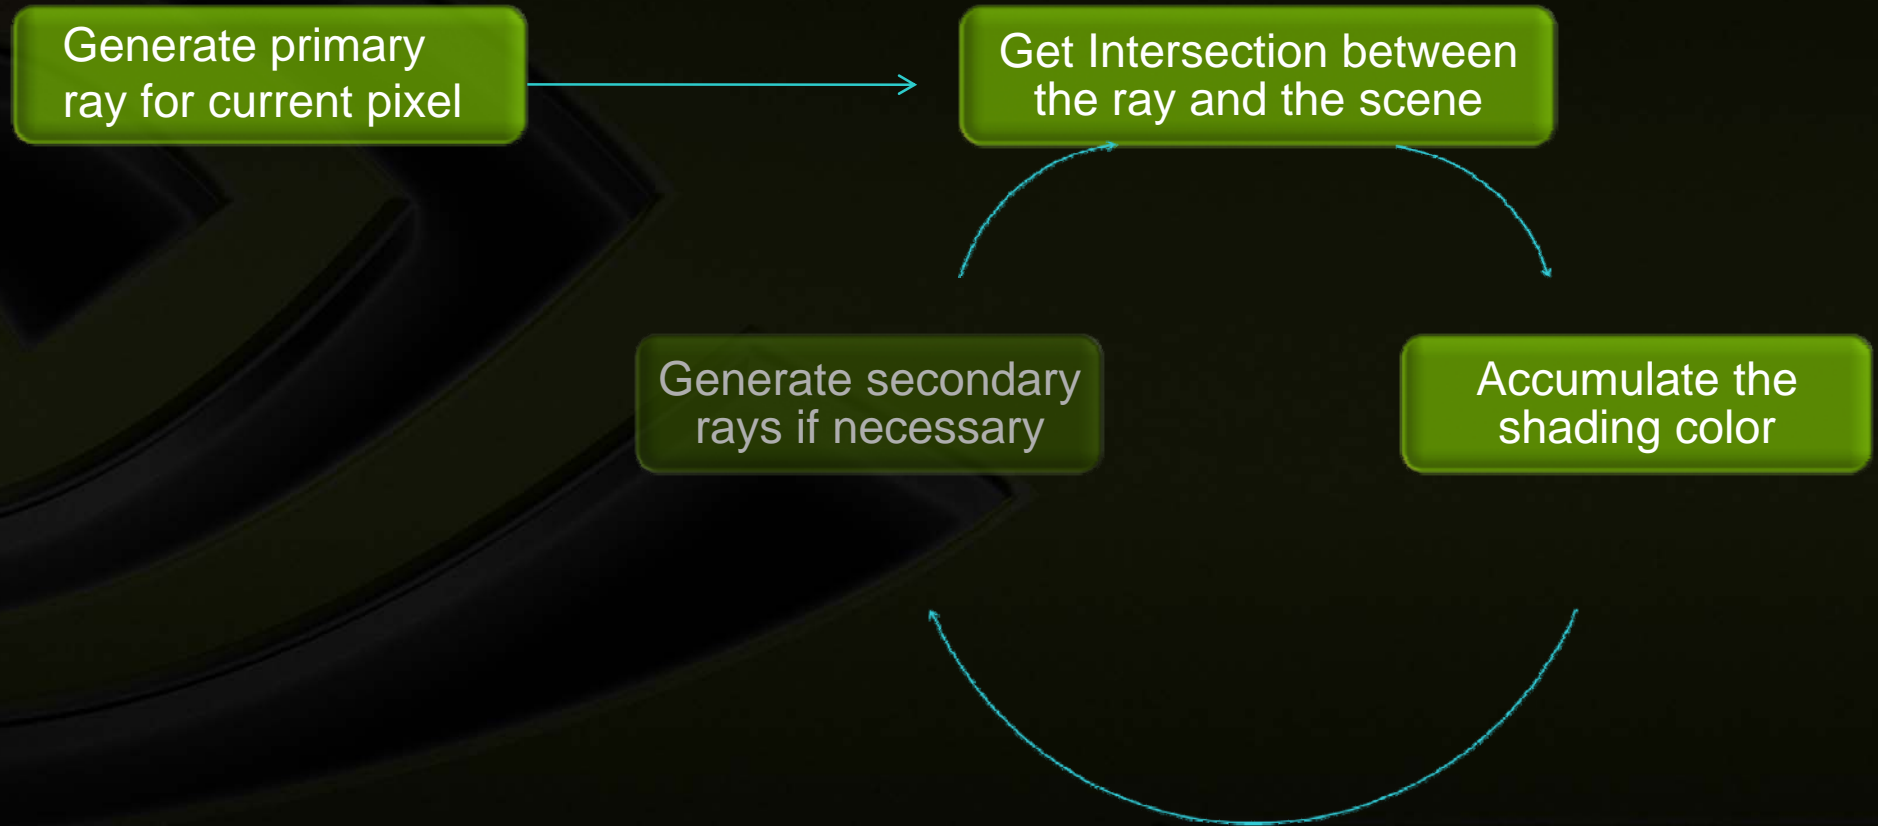 Generate primary
ray for current pixel
Get Intersection between
the ray and the scene
Generate secondary
rays if necessary
Accumulate the
shading color